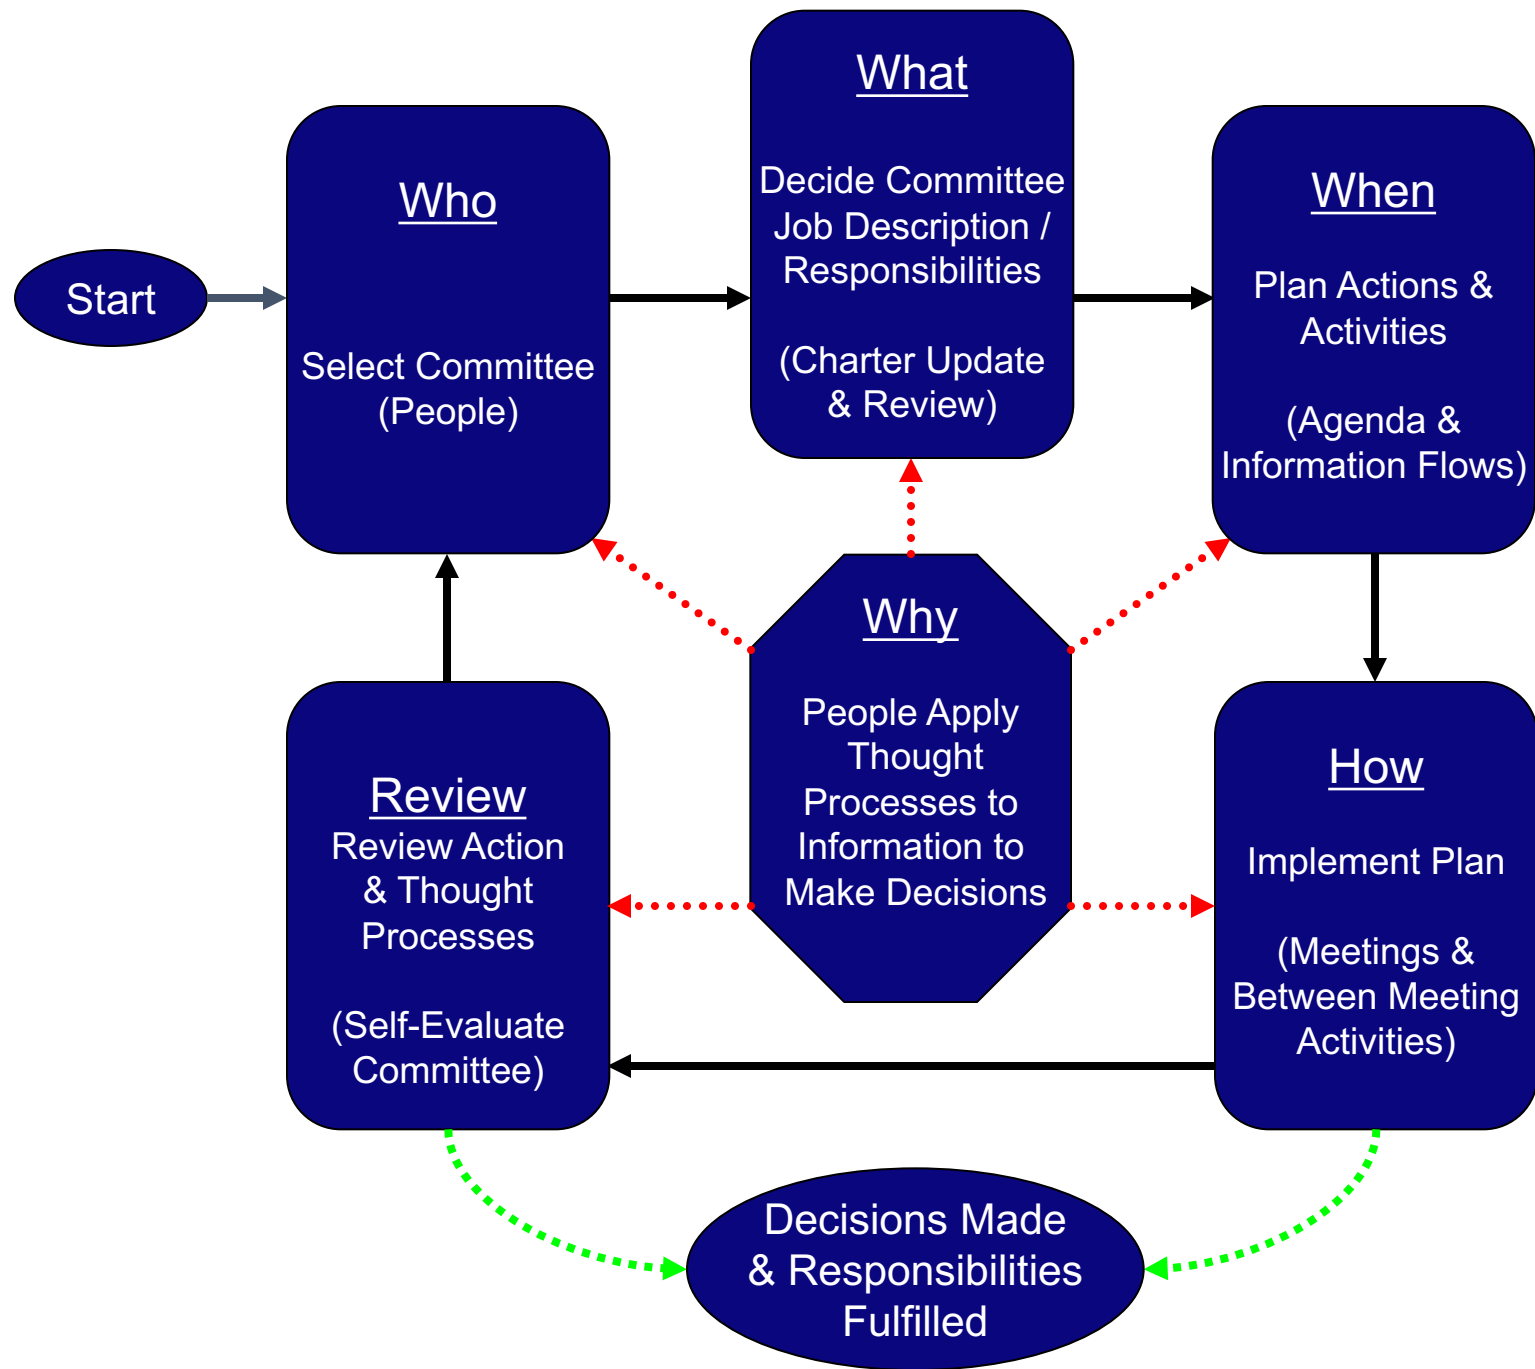 Start
Who
Select Committee
(People)
What
Decide Committee
Job Description /
Responsibilities
(Charter Update
& Review)
When
Plan Actions &
Activities
(Agenda &
Information Flows)
Why
People Apply
Thought
Processes to
Information to
Make Decisions
How
Implement Plan
(Meetings &
Between Meeting
Activities)
Review
Review Action
& Thought
Processes
(Self-Evaluate
Committee)
Decisions Made
& Responsibilities
Fulfilled